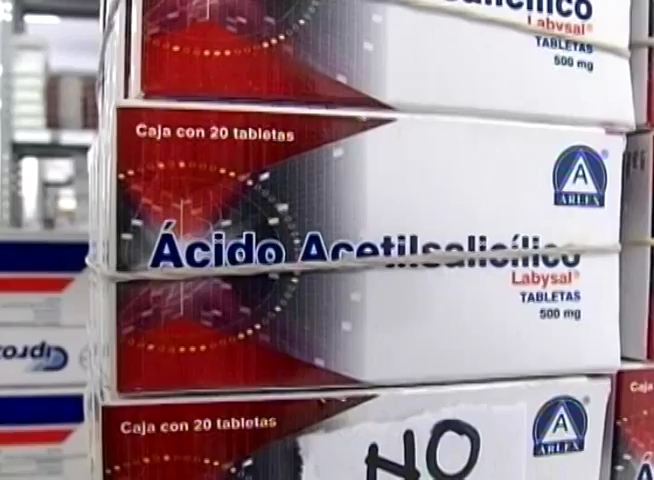 Labysal®
TABLETAS
500 mg
Caja con 20 tabletas
A
ARLEX
Ácido Acetilsalicílico
Labysal®
TABLETAS
500 mg
Caja con 20 tabletas
A
ARLEX
Caja